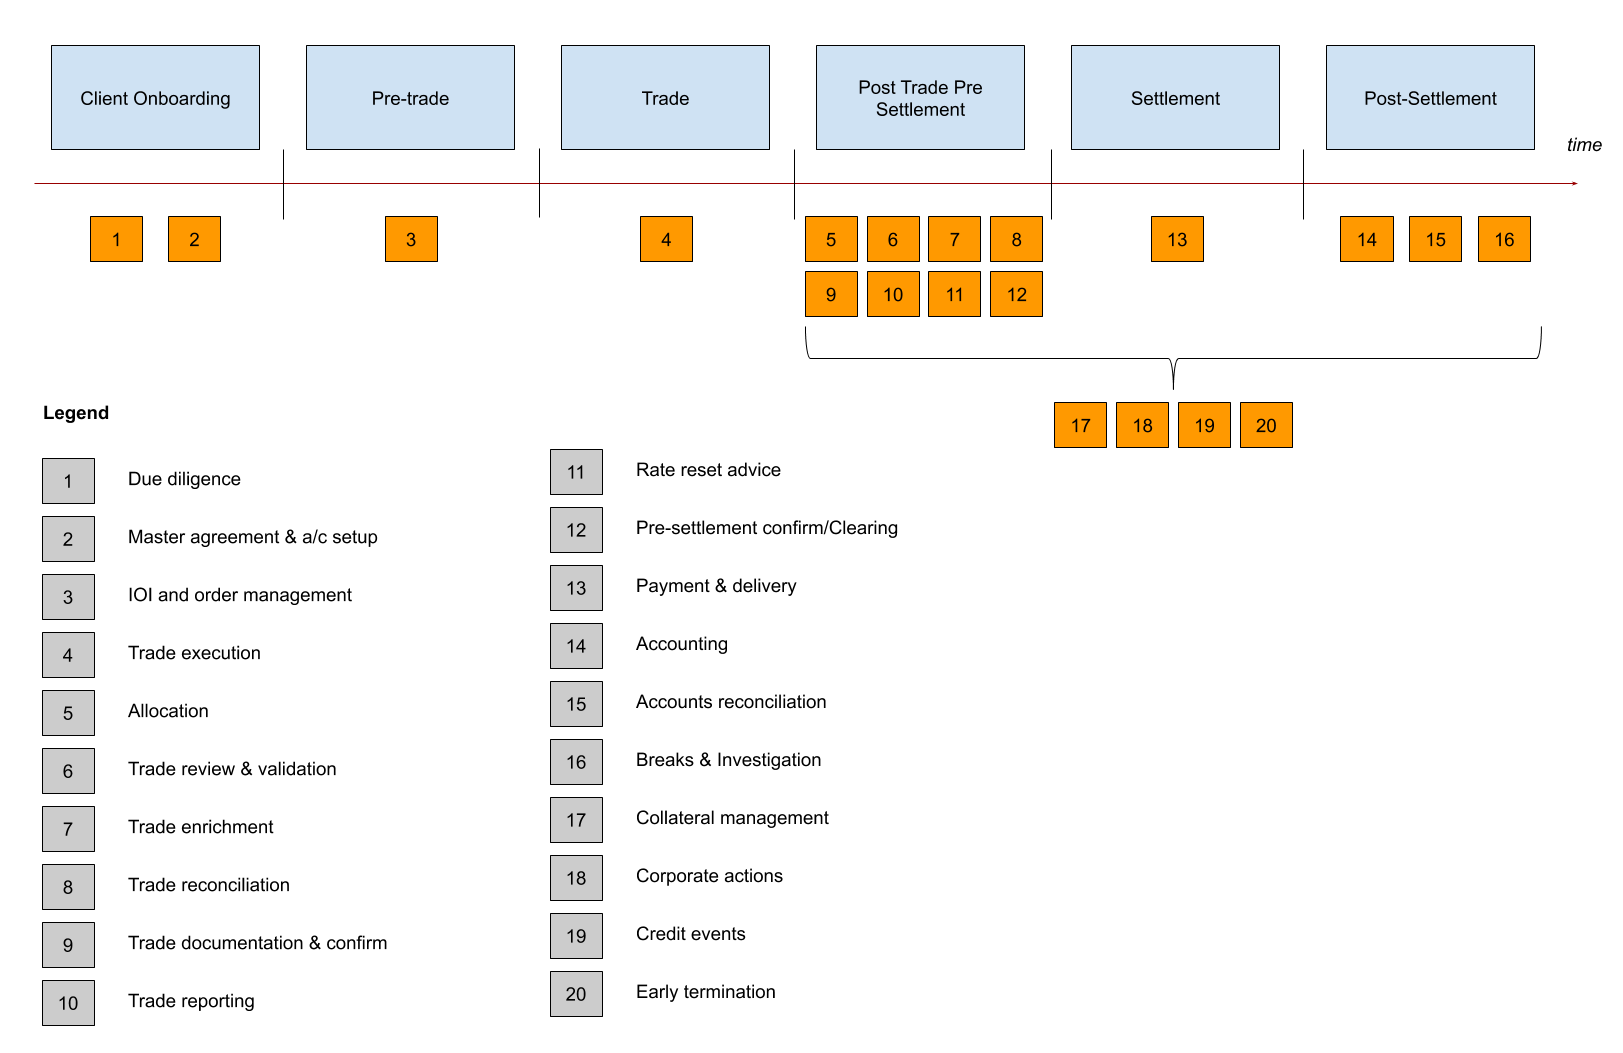 Client Onboarding
Pre-trade
Trade
Post Trade Pre
Settlement
Settlement
Post-Settlement
time
1 2 3 4 5 6 7 8 13 14 15 16
9 10 11 12
17 18 19 20
Legend
1 Due diligence
2 Master agreement & a/c setup
3 IOI and order management
4 Trade execution
5 Allocation
6 Trade review & validation
7 Trade enrichment
8 Trade reconciliation
9 Trade documentation & confirm
10 Trade reporting
11 Rate reset advice
12 Pre-settlement confirm/Clearing
13 Payment & delivery
14 Accounting
15 Accounts reconciliation
16 Breaks & Investigation
17 Collateral management
18 Corporate actions
19 Credit events
20 Early termination